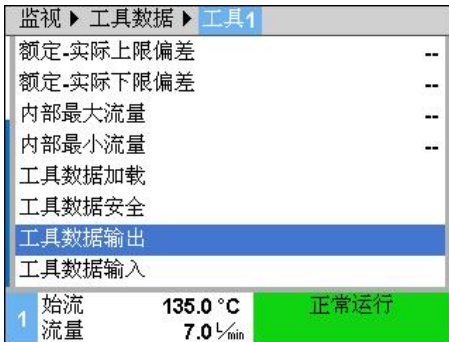 监视 ▶ 工具数据 ▶ 工具1
额定-实际上限偏差 --
额定-实际下限偏差 --
内部最大流量 --
内部最小流量 --
工具数据加载
工具数据安全
工具数据输出
工具数据输入
1 始流 135.0 °C 正常运行
流量 7.0 L/min